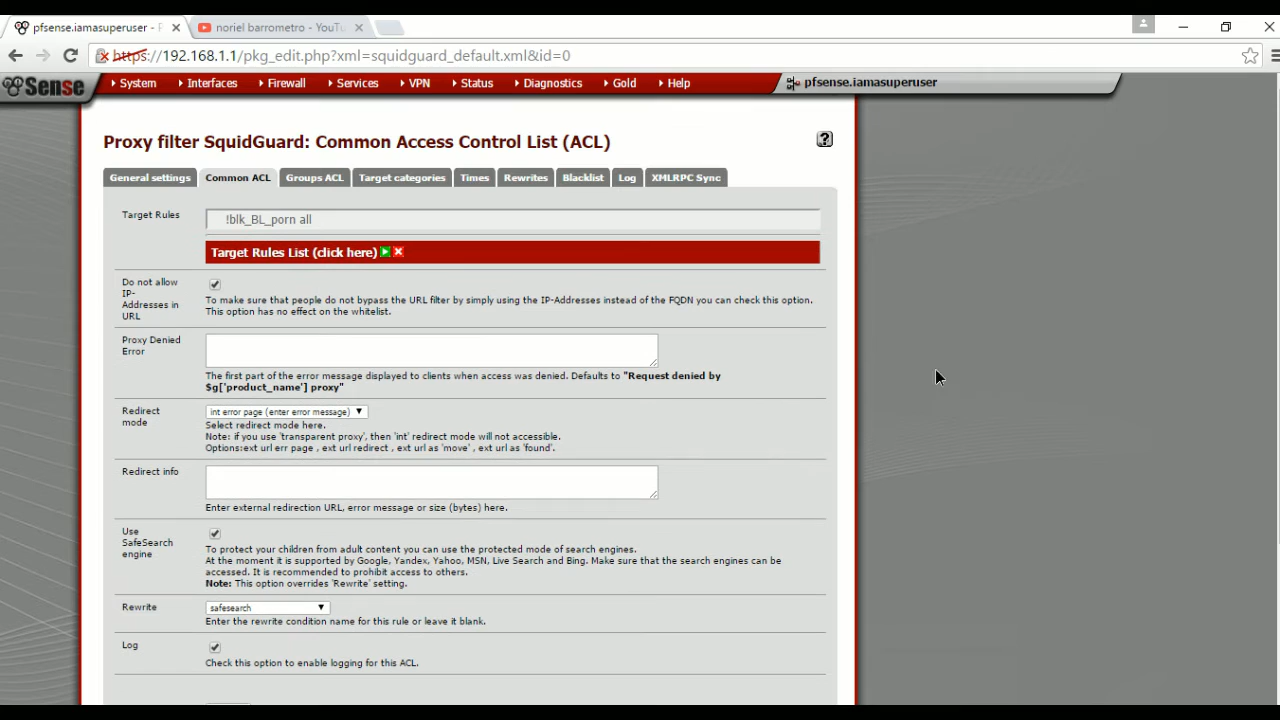 pfsense.iamasuperuser - P
noriel barrometro - YouTu
https://192.168.1.1/pkg_edit.php?xml=squidguard_default.xml&id=0
Sense
System Interfaces Firewall Services VPN Status Diagnostics Gold Help
pfsense.iamasuperuser
Proxy filter SquidGuard: Common Access Control List (ACL)
?
General settings Common ACL Groups ACL Target categories Times Rewrites Blacklist Log XMLRPC Sync
Target Rules
!blk_BL_porn all
Target Rules List (click here)
Do not allow
IP-
Addresses in
URL
To make sure that people do not bypass the URL filter by simply using the IP-Addresses instead of the FQDN you can check this option.
This option has no effect on the whitelist.
Proxy Denied
Error
The first part of the error message displayed to clients when access was denied. Defaults to "Request denied by
$g['product_name'] proxy"
Redirect
mode
int error page (enter error message)
Select redirect mode here.
Note: if you use 'transparent proxy', then 'int' redirect mode will not accessible.
Options:ext url err page , ext url redirect , ext url as 'move' , ext url as 'found'.
Redirect info
Enter external redirection URL, error message or size (bytes) here.
Use
SafeSearch
engine
To protect your children from adult content you can use the protected mode of search engines.
At the moment it is supported by Google, Yandex, Yahoo, MSN, Live Search and Bing. Make sure that the search engines can be
accessed. It is recommended to prohibit access to others.
Note: This option overrides 'Rewrite' setting.
Rewrite
safesearch
Enter the rewrite condition name for this rule or leave it blank.
Log
Check this option to enable logging for this ACL.